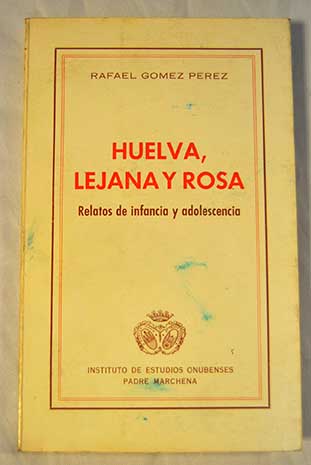 RAFAEL GOMEZ PEREZ
HUELVA,
LEJANA Y ROSA
Relatos de infancia y adolescencia
INSTITUTO DE ESTUDIOS ONUBENSES
PADRE MARCHENA